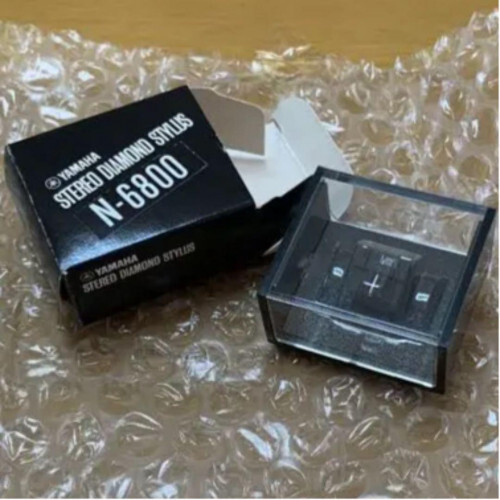 YAMAHA
STEREO DIAMOND STYLUS
N-6800
YAMAHA
STEREO DIAMOND STYLUS